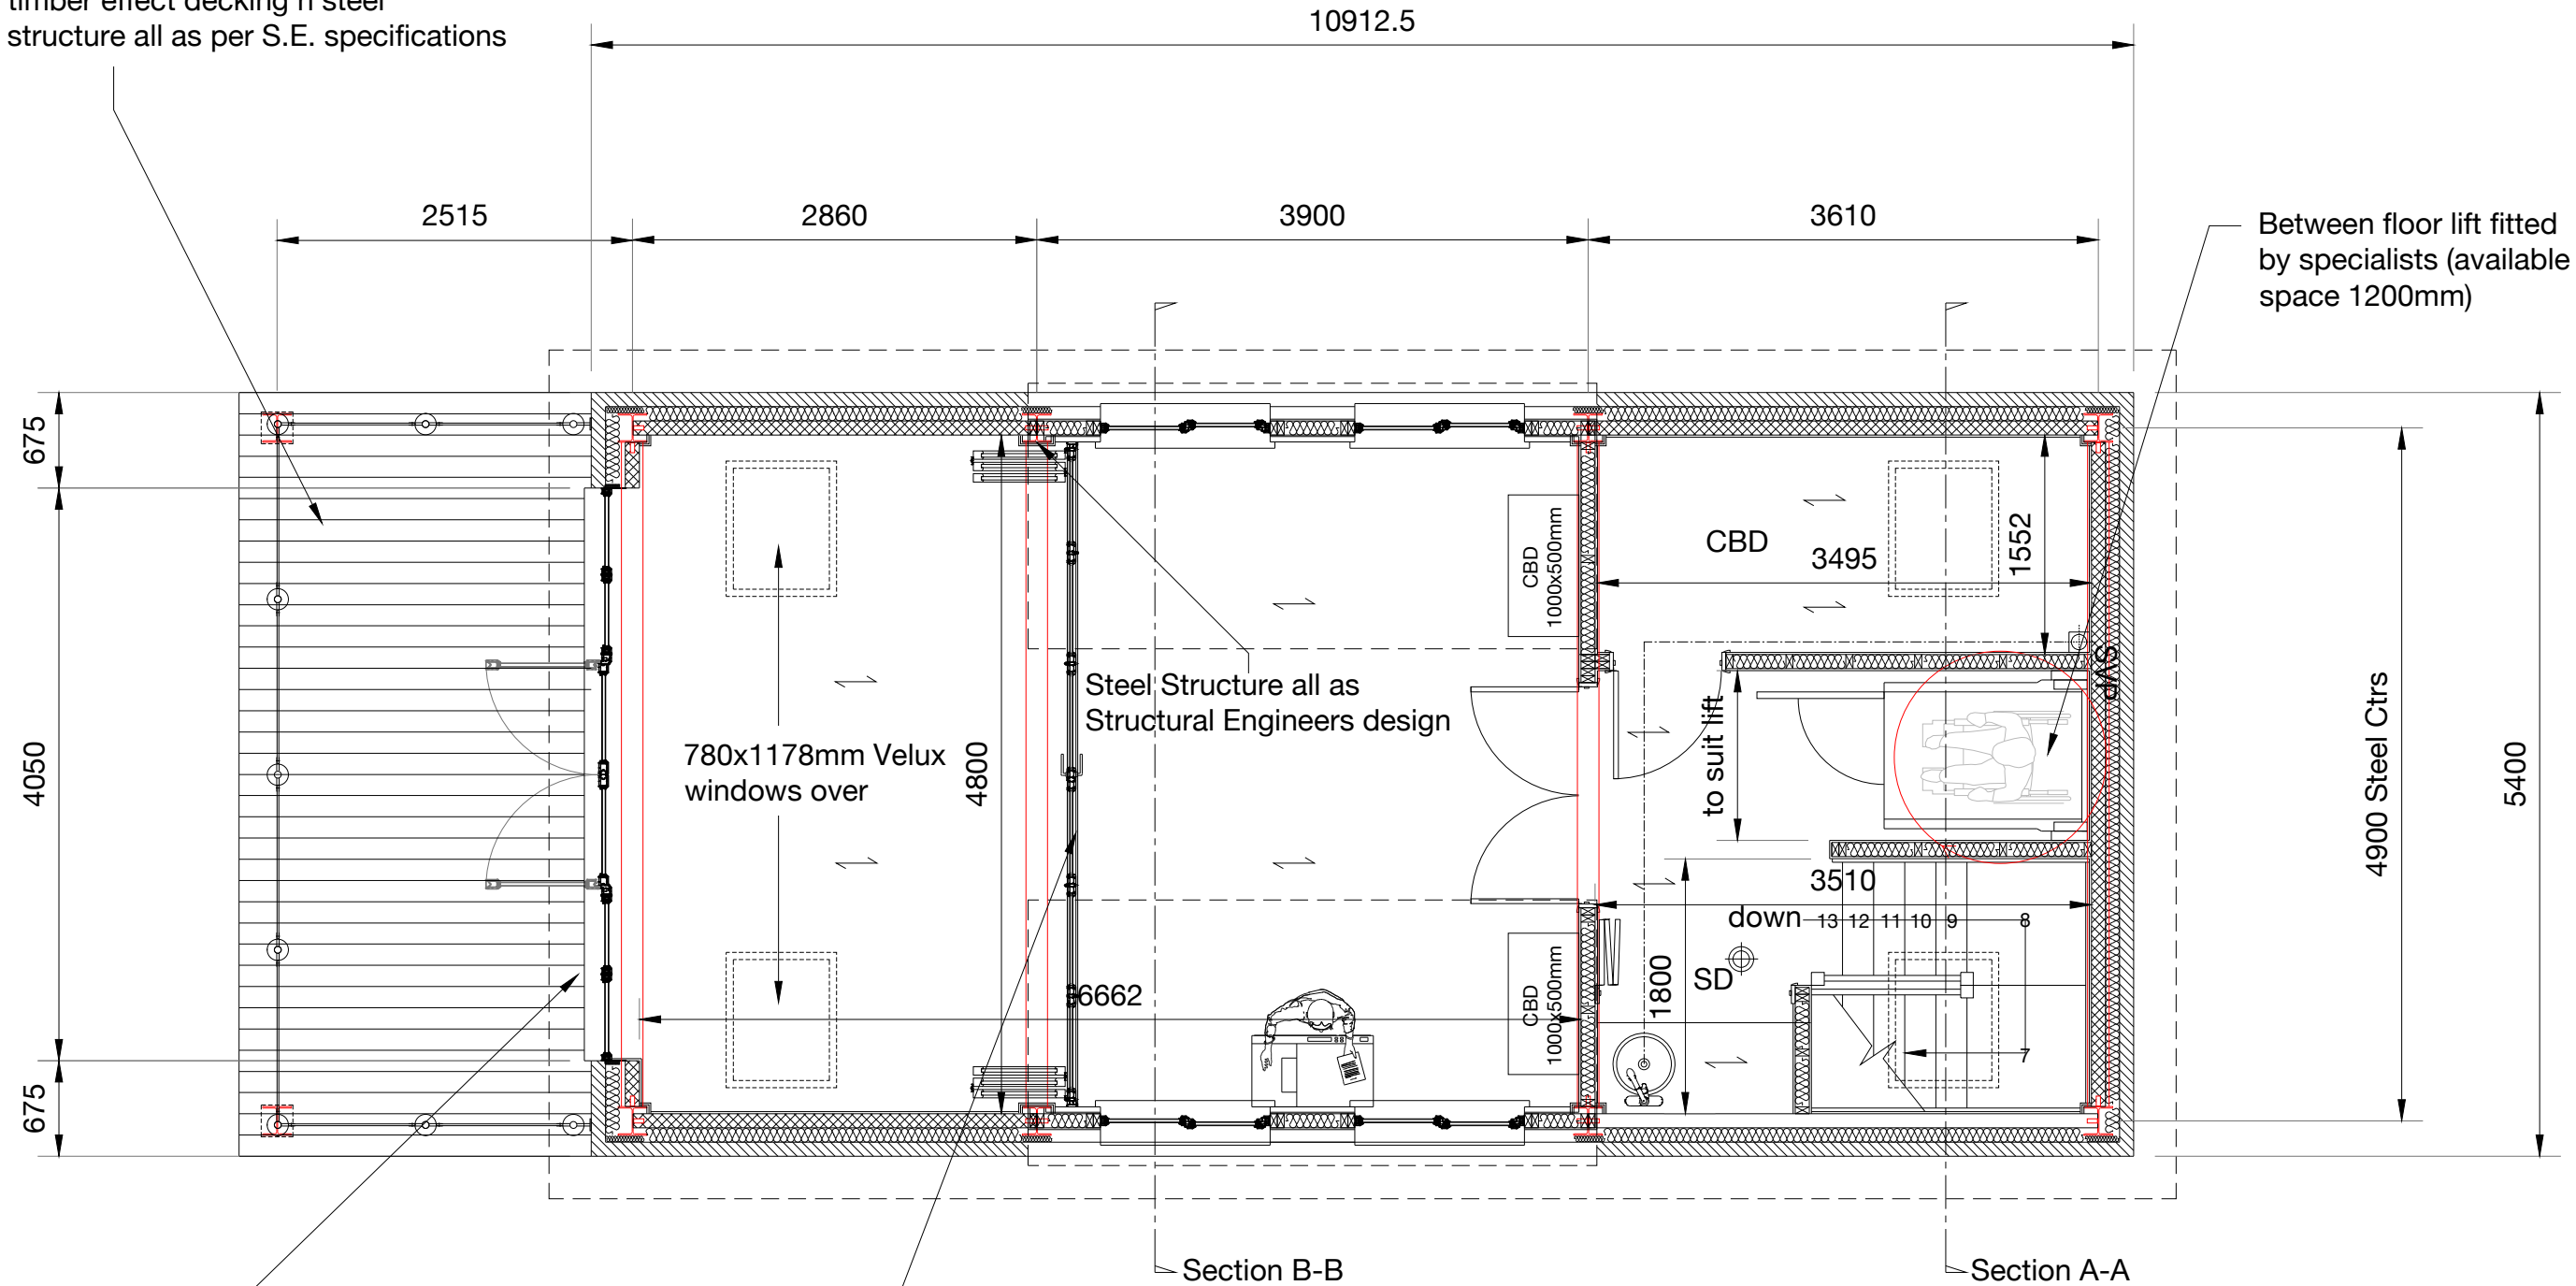 timber effect decking n steel
structure all as per S.E. specifications
10912.5
2515
2860
3900
3610
Between floor lift fitted
by specialists (available
space 1200mm)
675
4050
675
780x1178mm Velux
windows over
4800
6662
Steel Structure all as
Structural Engineers design
CBD
1000x500mm
CBD
1000x500mm
CBD
3495
1552
SVP
to suit lift
3510
down
13 12 11 10 9 8
7
SD
1800
4900 Steel Ctrs
5400
Section B-B
Section A-A